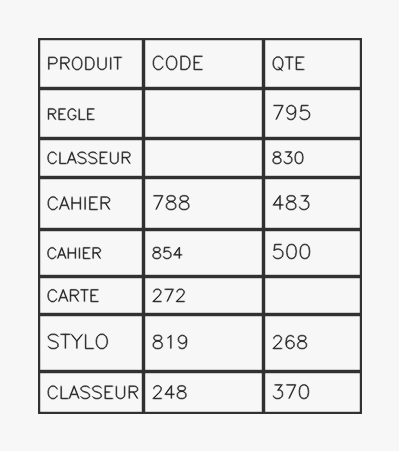 PRODUIT CODE QTE
REGLE 795
CLASSEUR 830
CAHIER 788 483
CAHIER 854 500
CARTE 272
STYLO 819 268
CLASSEUR 248 370